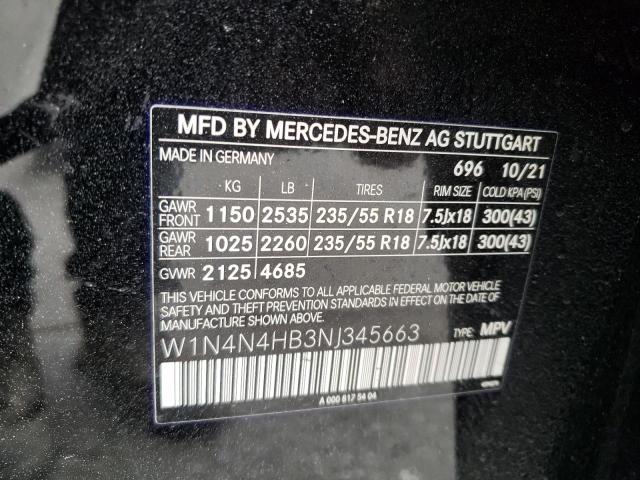 MFD BY MERCEDES-BENZ AG STUTTGART
MADE IN GERMANY 696 10/21
KG LB TIRES RIM SIZE COLD KPA(PSI)
GAWR FRONT 1150 2535 235/55 R18 7.5Jx18 300(43)
GAWR REAR 1025 2260 235/55 R18 7.5Jx18 300(43)
GVWR 2125 4685
THIS VEHICLE CONFORMS TO ALL APPLICABLE FEDERAL MOTOR VEHICLE
SAFETY AND THEFT PREVENTION STANDARDS IN EFFECT ON THE DATE OF
MANUFACTURE SHOWN ABOVE.
W1N4N4HB3NJ345663 TYPE: MPV
A 000 817 54 04